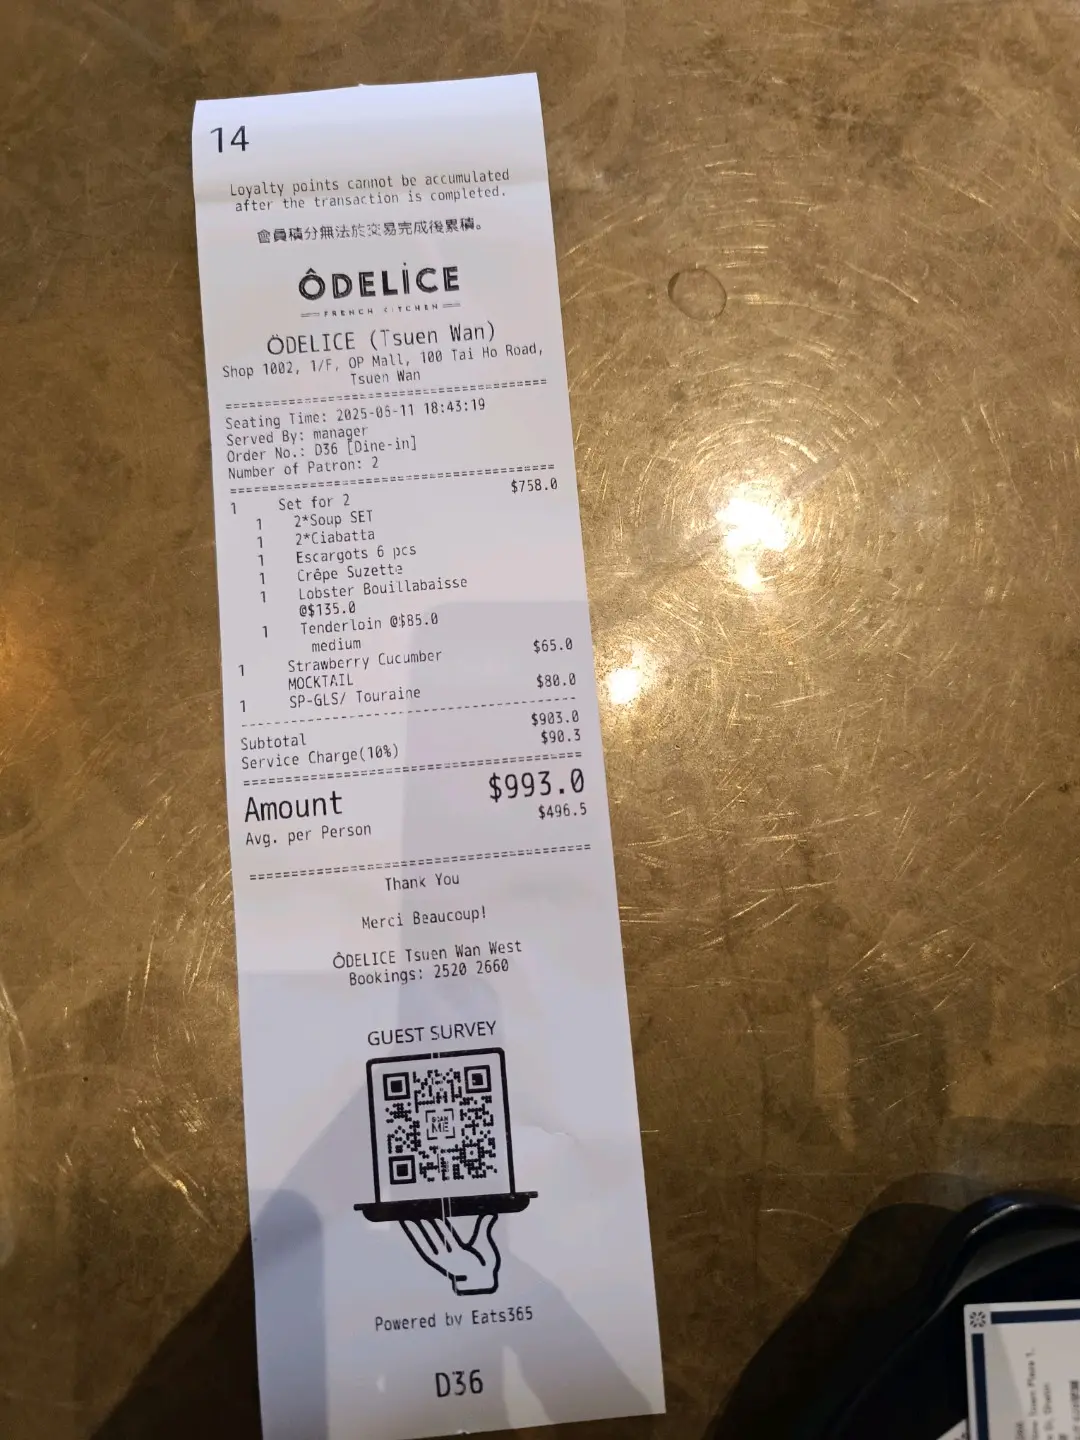 14
Loyalty points cannot be accumulated
after the transaction is completed.
會員積分無法於交易完成後累積。
ÔDELİCE
FRENCH KITCHEN
ÖDELICE (Tsuen Wan)
Shop 1002, 1/F, OP Mall, 100 Tai Ho Road,
Tsuen Wan
Seating Time: 2025-05-11 18:43:19
Served By: manager
Order No.: D36 [Dine-in]
Number of Patron: 2
1 Set for 2 $758.0
1 2*Soup SET
1 2*Ciabatta
1 Escargots 6 pcs
1 Crêpe Suzette
1 Lobster Bouillabaisse
@$135.0
1 Tenderloin @$85.0
medium
1 Strawberry Cucumber $65.0
MOCKTAIL
1 SP-GLS/ Touraine $80.0
Subtotal $903.0
Service Charge(10%) $90.3
Amount $993.0
Avg. per Person $496.5
Thank You
Merci Beaucoup!
ÔDELICE Tsuen Wan West
Bookings: 2520 2660
GUEST SURVEY
SCAN
ME
Powered by Eats365
D36